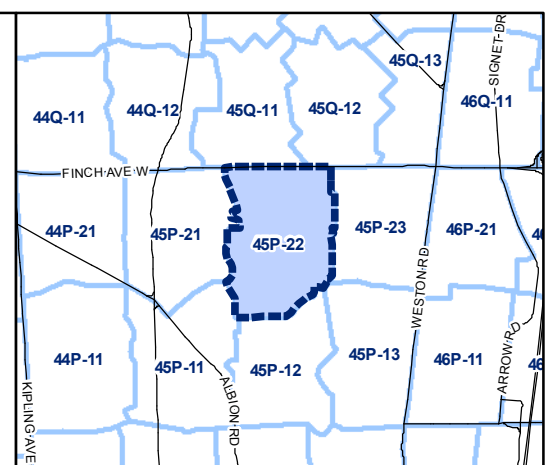 SIGNET DR
45Q-13
46Q-11
44Q-12
45Q-11
45Q-12
44Q-11
FINCH AVE W
44P-21
45P-21
45P-22
45P-23
46P-21
WESTON RD
44P-11
45P-11
45P-12
45P-13
46P-11
ARROW RD
KIPLING AVE
ALBION RD